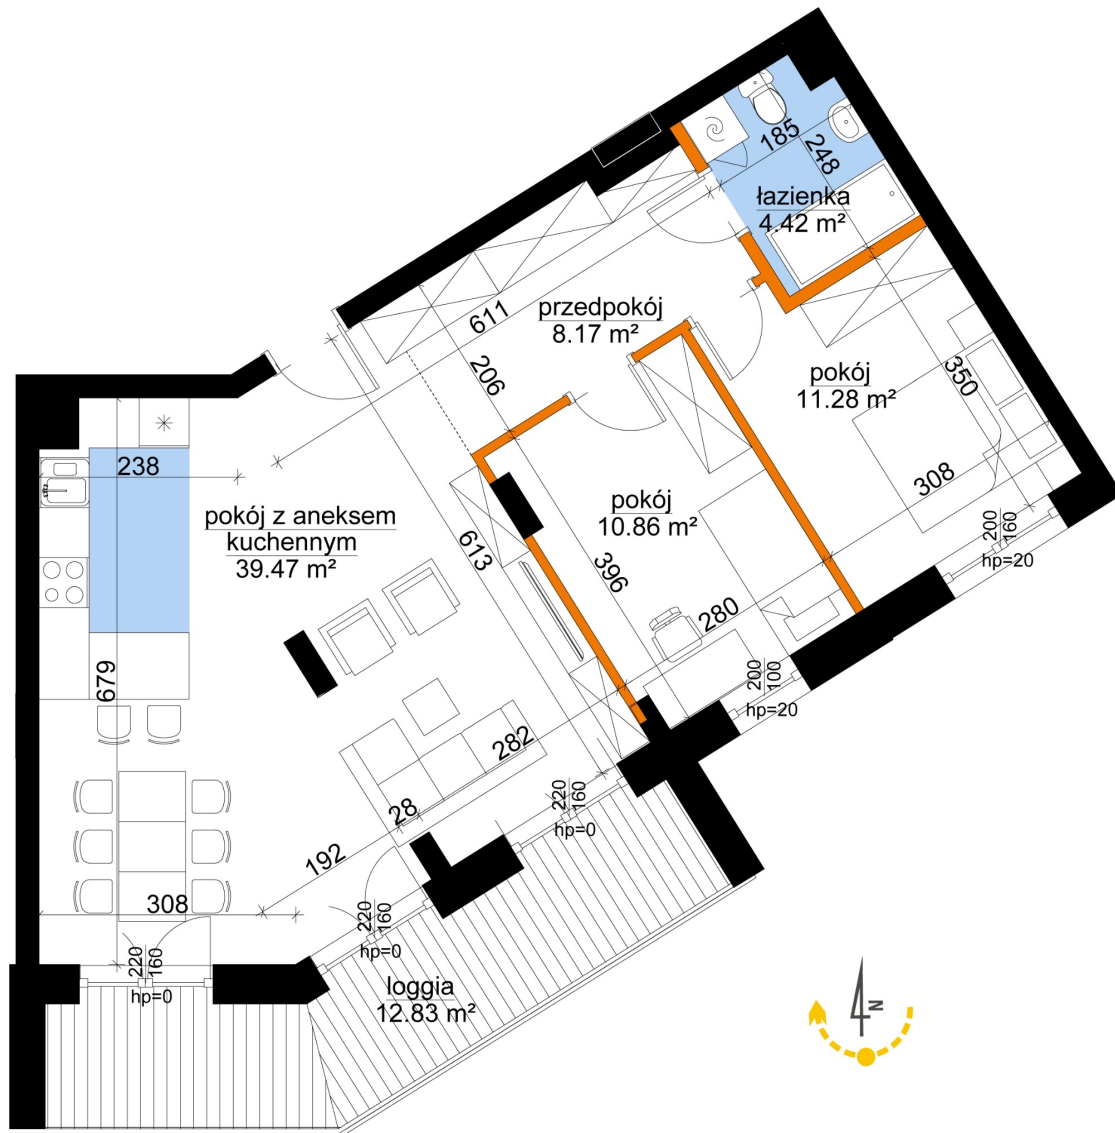 185
248
łazienka
4.42 m²
611
przedpokój
8.17 m²
206
pokój
11.28 m²
350
308
238
pokój z aneksem
kuchennym
39.47 m²
613
pokój
10.86 m²
396
280
200
160
hp=20
200
100
hp=20
679
282
28
192
308
220
160
hp=0
220
160
hp=0
220
160
hp=0
loggia
12.83 m²
N